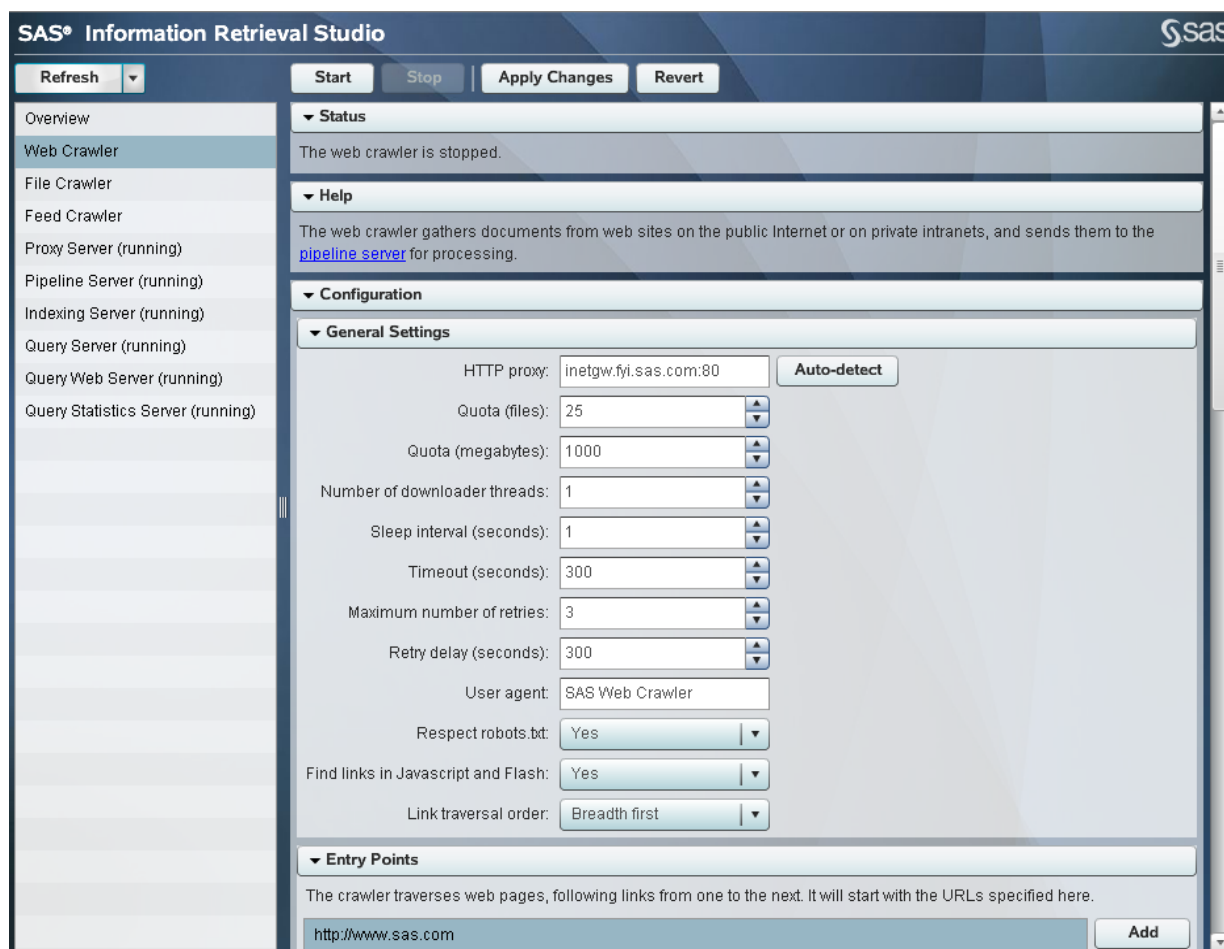 SAS® Information Retrieval Studio
sas
Refresh
Start Stop Apply Changes Revert
Overview
Web Crawler
File Crawler
Feed Crawler
Proxy Server (running)
Pipeline Server (running)
Indexing Server (running)
Query Server (running)
Query Web Server (running)
Query Statistics Server (running)
Status
The web crawler is stopped.
Help
The web crawler gathers documents from web sites on the public Internet or on private intranets, and sends them to the
pipeline server for processing.
Configuration
General Settings
HTTP proxy: inetgw.fyi.sas.com:80 Auto-detect
Quota (files): 25
Quota (megabytes): 1000
Number of downloader threads: 1
Sleep interval (seconds): 1
Timeout (seconds): 300
Maximum number of retries: 3
Retry delay (seconds): 300
User agent: SAS Web Crawler
Respect robots.txt: Yes
Find links in Javascript and Flash: Yes
Link traversal order: Breadth first
Entry Points
The crawler traverses web pages, following links from one to the next. It will start with the URLs specified here.
http://www.sas.com Add